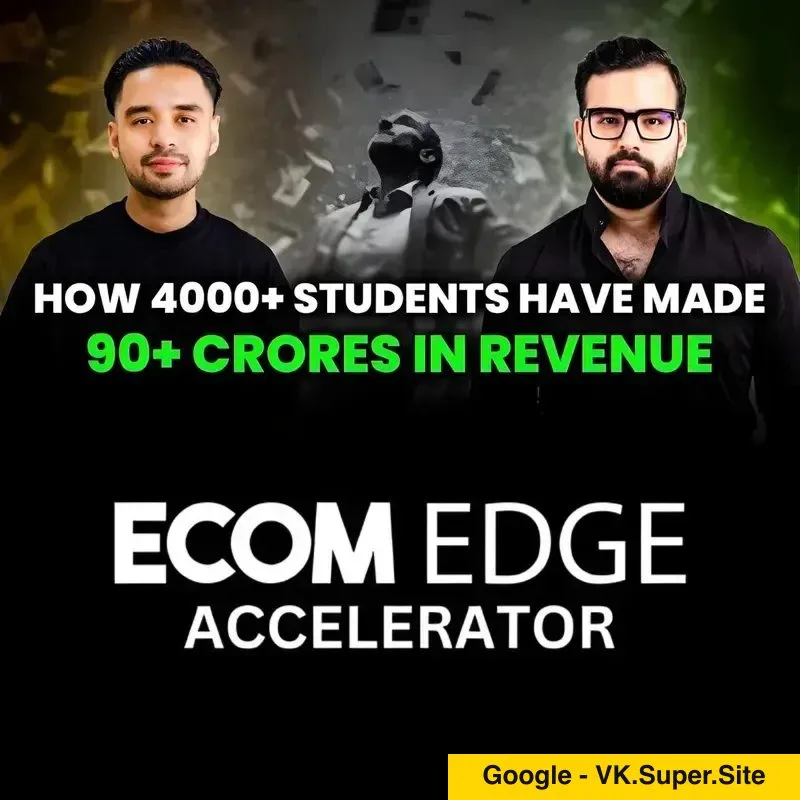 HOW 4000+ STUDENTS HAVE MADE
90+ CRORES IN REVENUE
ECOM EDGE
ACCELERATOR
Google - VK.Super.Site